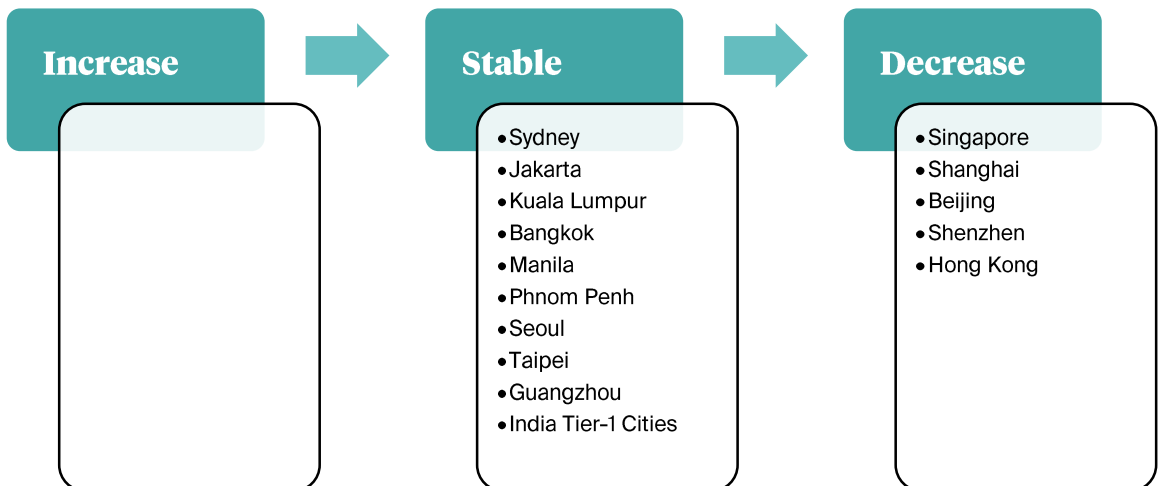 Increase
Stable
•Sydney
•Jakarta
•Kuala Lumpur
•Bangkok
•Manila
•Phnom Penh
•Seoul
•Taipei
•Guangzhou
•India Tier-1 Cities
Decrease
•Singapore
•Shanghai
•Beijing
•Shenzhen
•Hong Kong